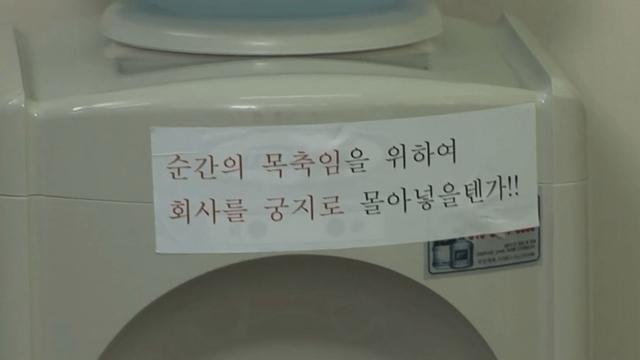 순간의 목축임을 위하여
회사를 궁지로 몰아넣을텐가!!